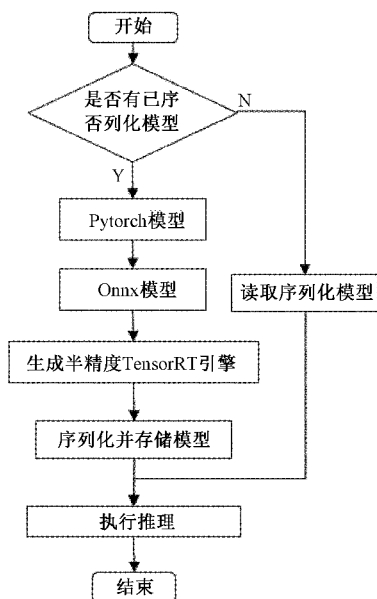 开始
是否有已序
否列化模型
N
Y
Pytorch模型
Onnx模型
读取序列化模型
生成半精度TensorRT引擎
序列化并存储模型
执行推理
结束